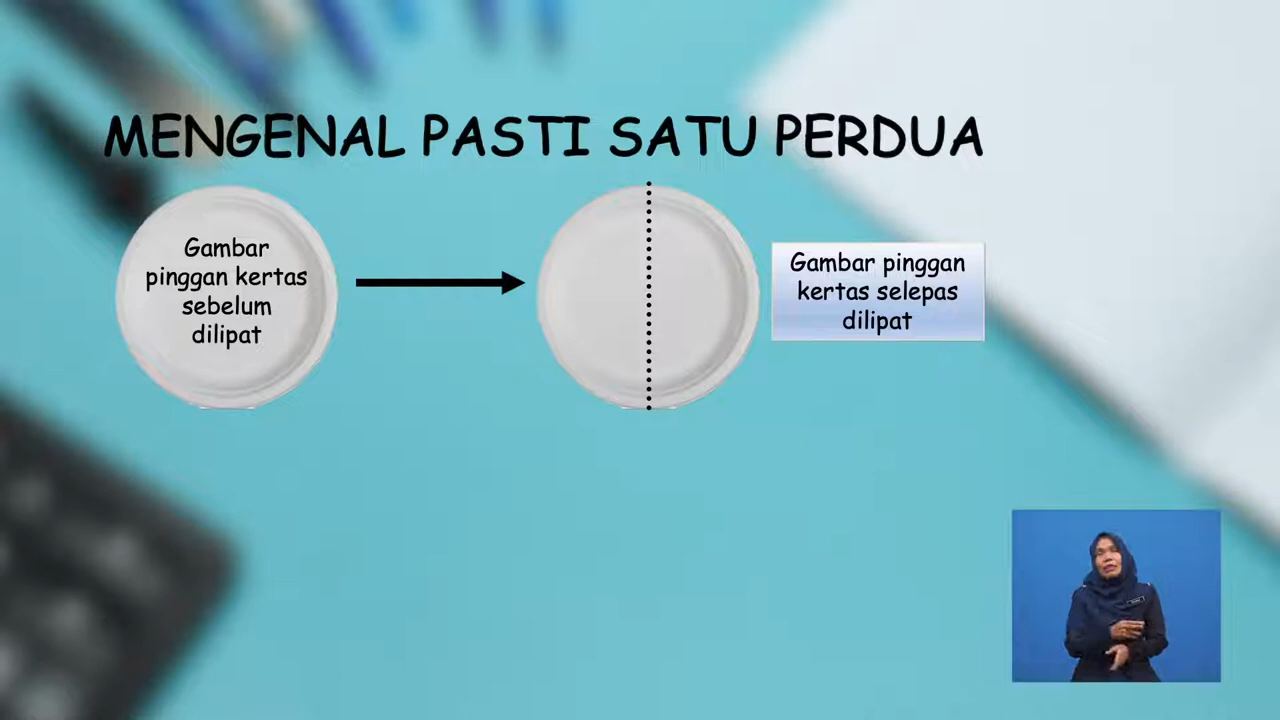 MENGENAL PASTI SATU PERDUA
Gambar
pinggan kertas
sebelum
dilipat
Gambar pinggan
kertas selepas
dilipat